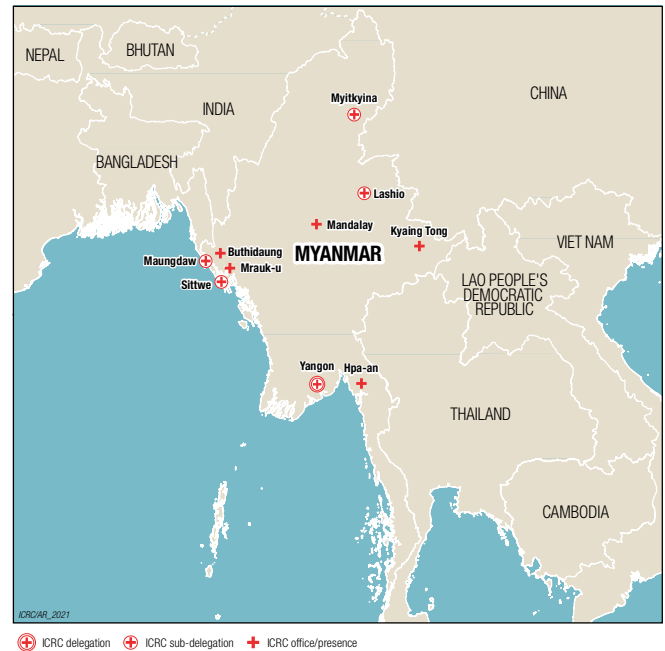 NEPAL
BHUTAN
INDIA
CHINA
BANGLADESH
Myitkyina
Lashio
Mandalay
Kyaing Tong
MYANMAR
Buthidaung
Maungdaw
Mrauk-u
Sittwe
VIET NAM
LAO PEOPLE'S
DEMOCRATIC
REPUBLIC
Yangon
Hpa-an
THAILAND
CAMBODIA
ICRC/AR_2021
ICRC delegation
ICRC sub-delegation
ICRC office/presence